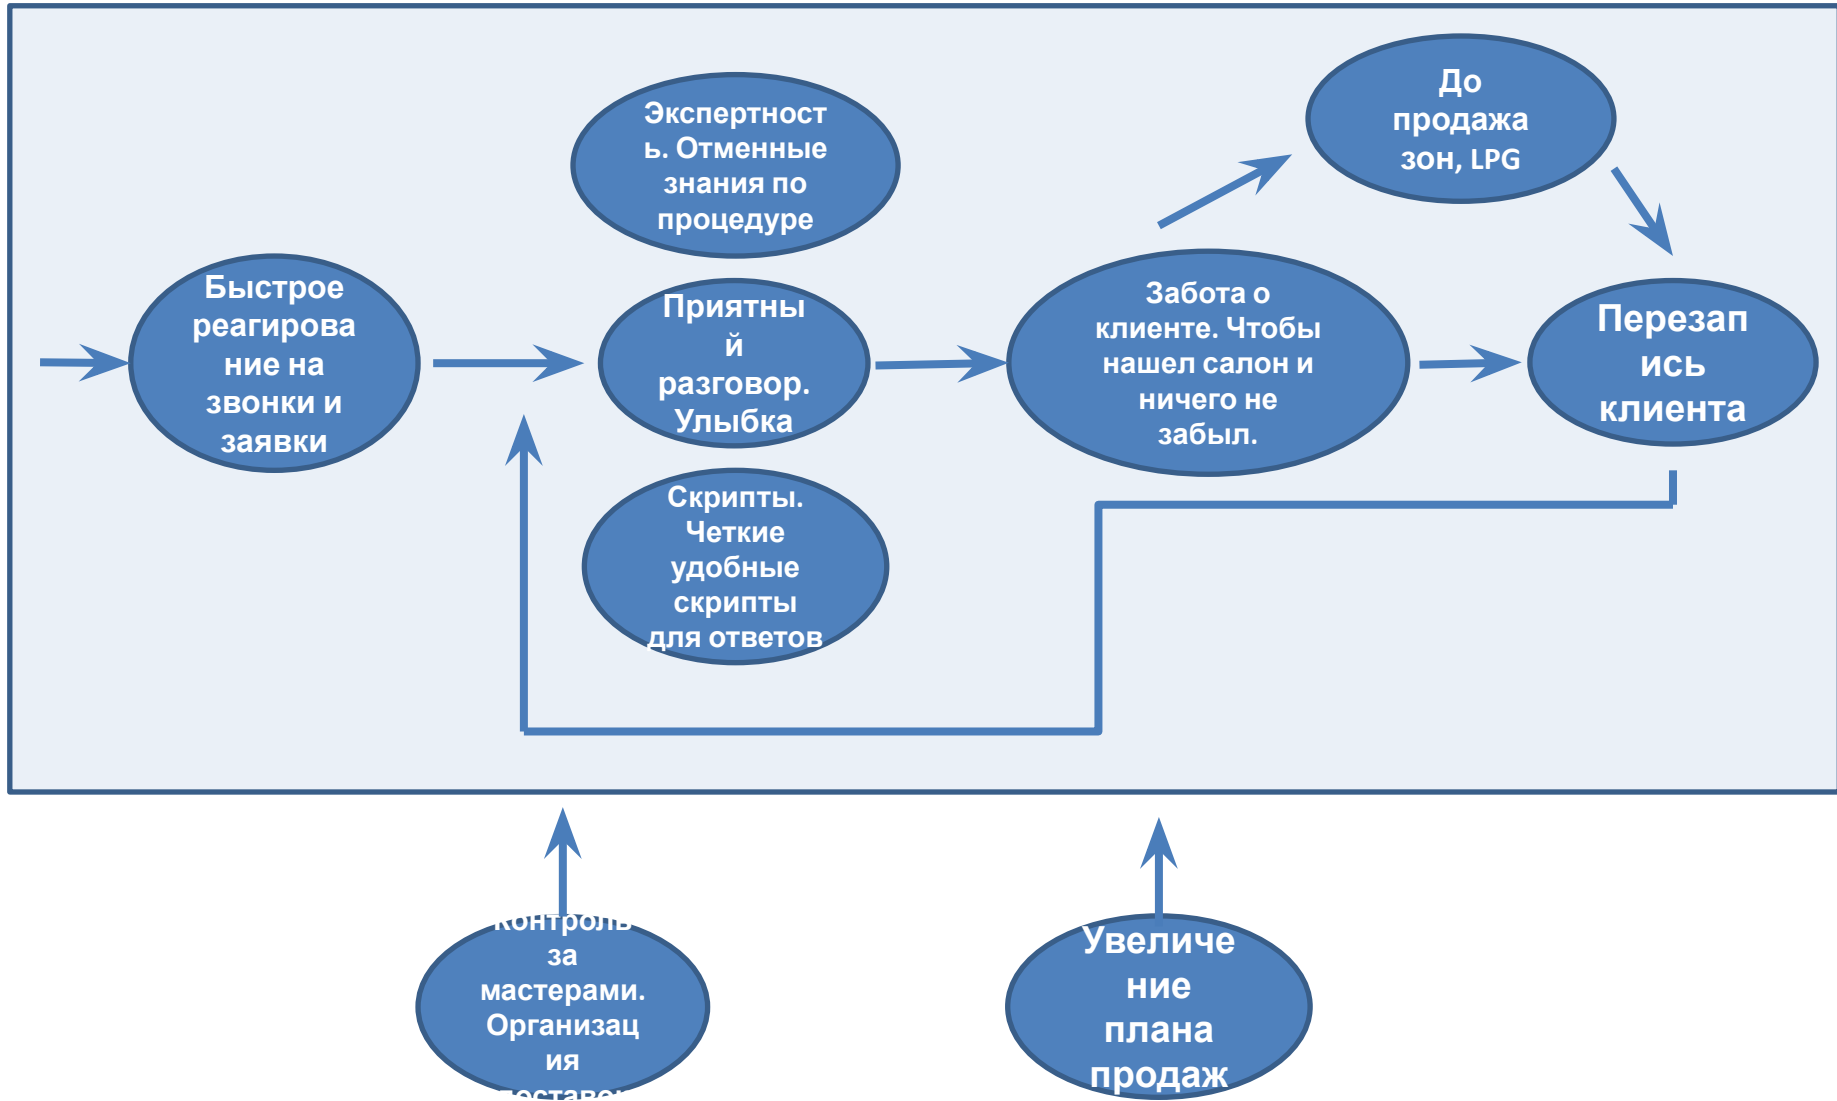 Экспертност
ь. Отменные
знания по
процедуре
До
продажа
зон, LPG
Быстрое
реагирова
ние на
звонки и
заявки
Приятны
й
разговор.
Улыбка
Забота о
клиенте. Чтобы
нашел салон и
ничего не
забыл.
Перезап
ись
клиента
Скрипты.
Четкие
удобные
скрипты
для ответов
Контроль
за
мастерами.
Организац
ия
Увеличе
ние
плана
продаж